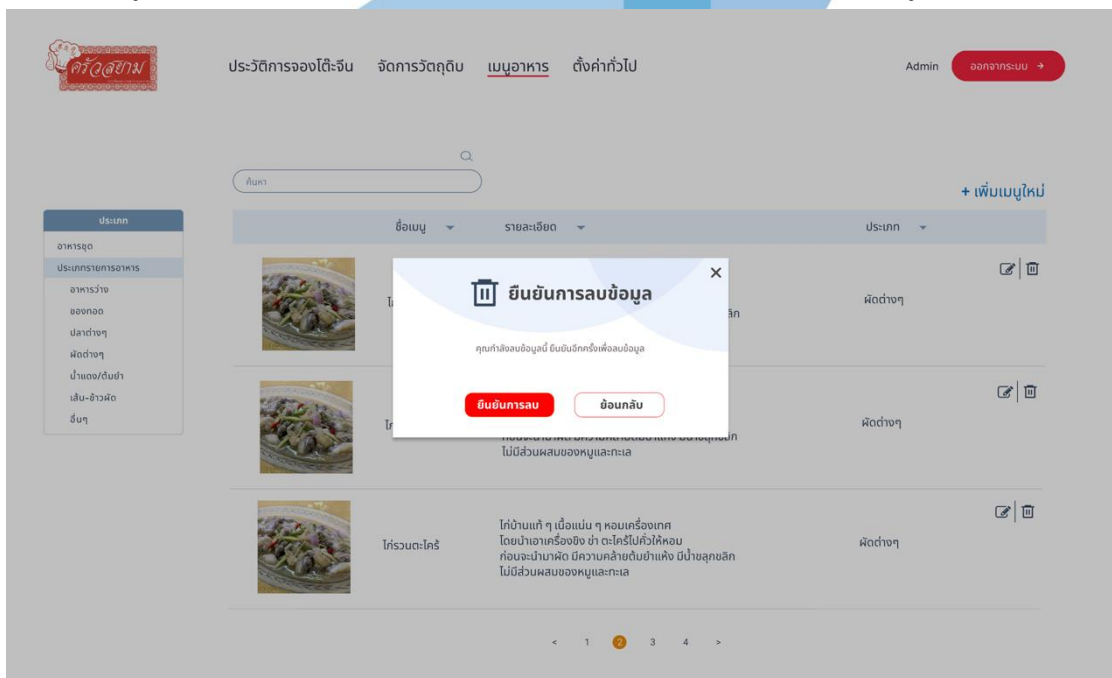 ครัวสยาม
ประวัติการจองโต๊ะจีน จัดการวัตถุดิบ เมนูอาหาร ตั้งค่าทั่วไป Admin ออกจากระบบ →
ค้นหา
+ เพิ่มเมนูใหม่
ประเภท
อาหารชุด
ประเภทรายการอาหาร
อาหารว่าง
ของทอด
ปลาต่างๆ
ผัดต่างๆ
น้ำแดง/ต้มยำ
เส้น-ข้าวผัด
อื่นๆ
ชื่อเมนู รายละเอียด ประเภท
ผัดต่างๆ
ยืนยันการลบข้อมูล
คุณกำลังลบข้อมูลนี้ ยืนยันอีกครั้งเพื่อลบข้อมูล
ยืนยันการลบ ย้อนกลับ
ผัดต่างๆ
ไม่มีส่วนผสมของหมูและทะเล
ไก่รวนตะไคร้
ไก่บ้านแท้ ๆ เนื้อแน่น ๆ หอมเครื่องเทศ
โดยนำเอาเครื่องขิง ข่า ตะไคร้ไปคั่วให้หอม
ก่อนจะนำมาผัด มีความคล้ายต้มยำแห้ง มีน้ำขลุกขลิก
ไม่มีส่วนผสมของหมูและทะเล
ผัดต่างๆ
< 1 2 3 4 >